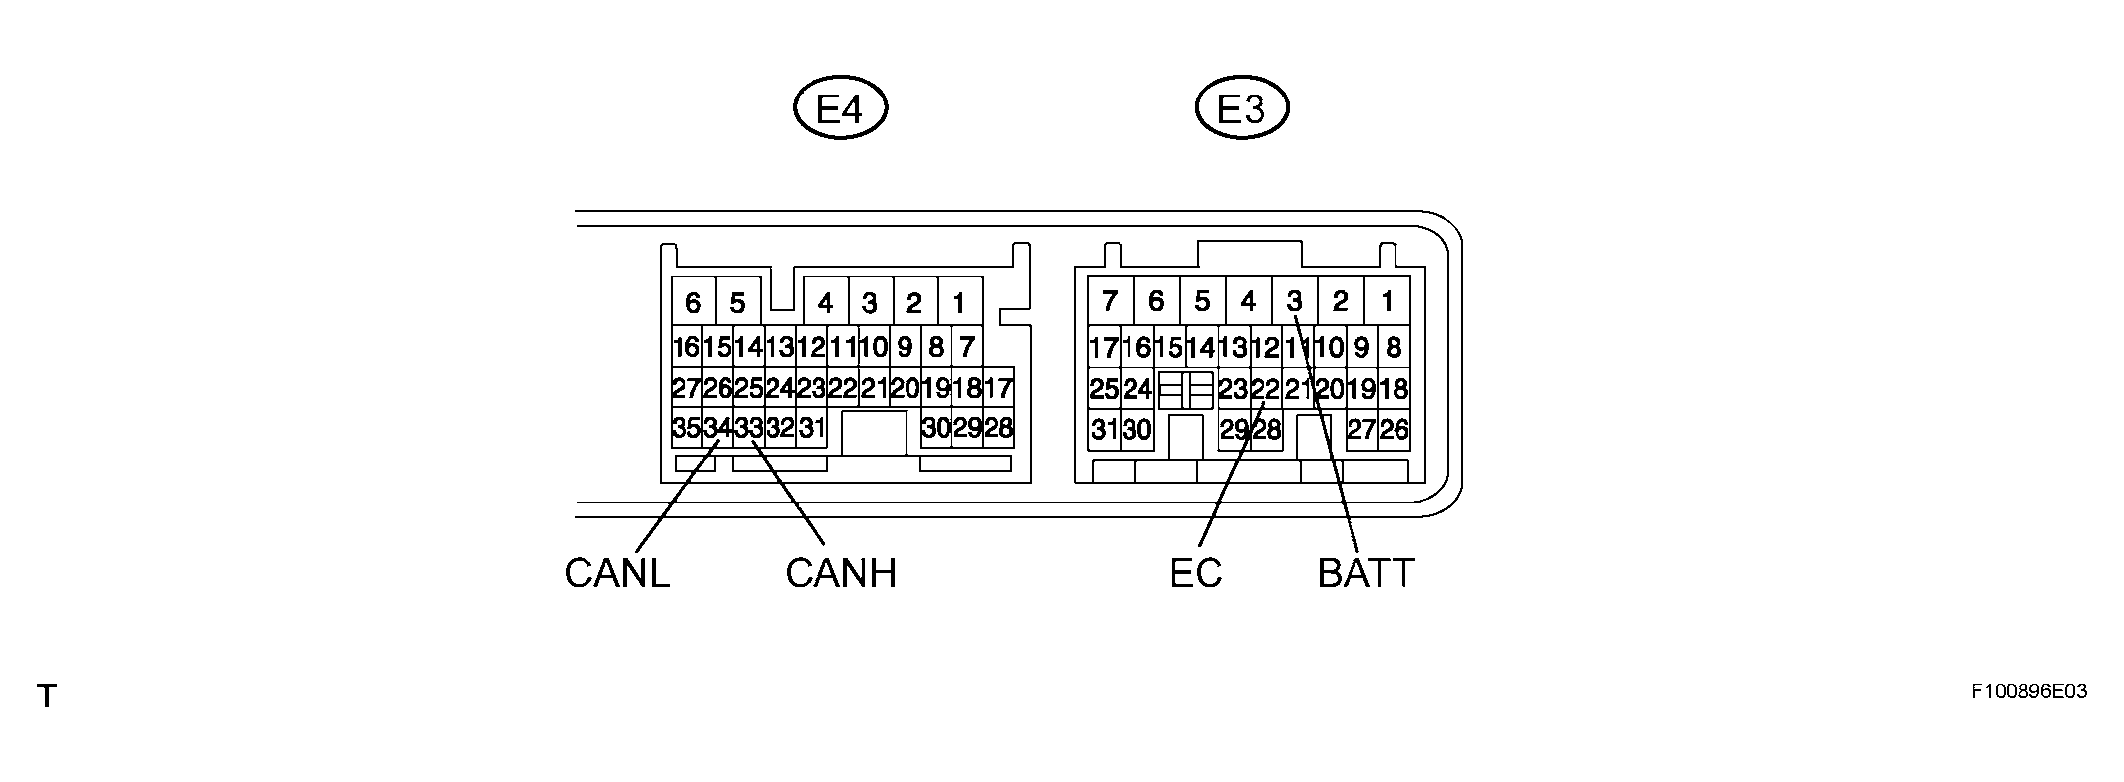 E4 E3
6 5 4 3 2 1 7 6 5 4 3 2 1
16 15 14 13 12 11 10 9 8 7 17 16 15 14 13 12 11 10 9 8
27 26 25 24 23 22 21 20 19 18 17 25 24 23 22 21 20 19 18
35 34 33 32 31 30 29 28 31 30 29 28 27 26
CANL CANH EC BATT
T F100896E03